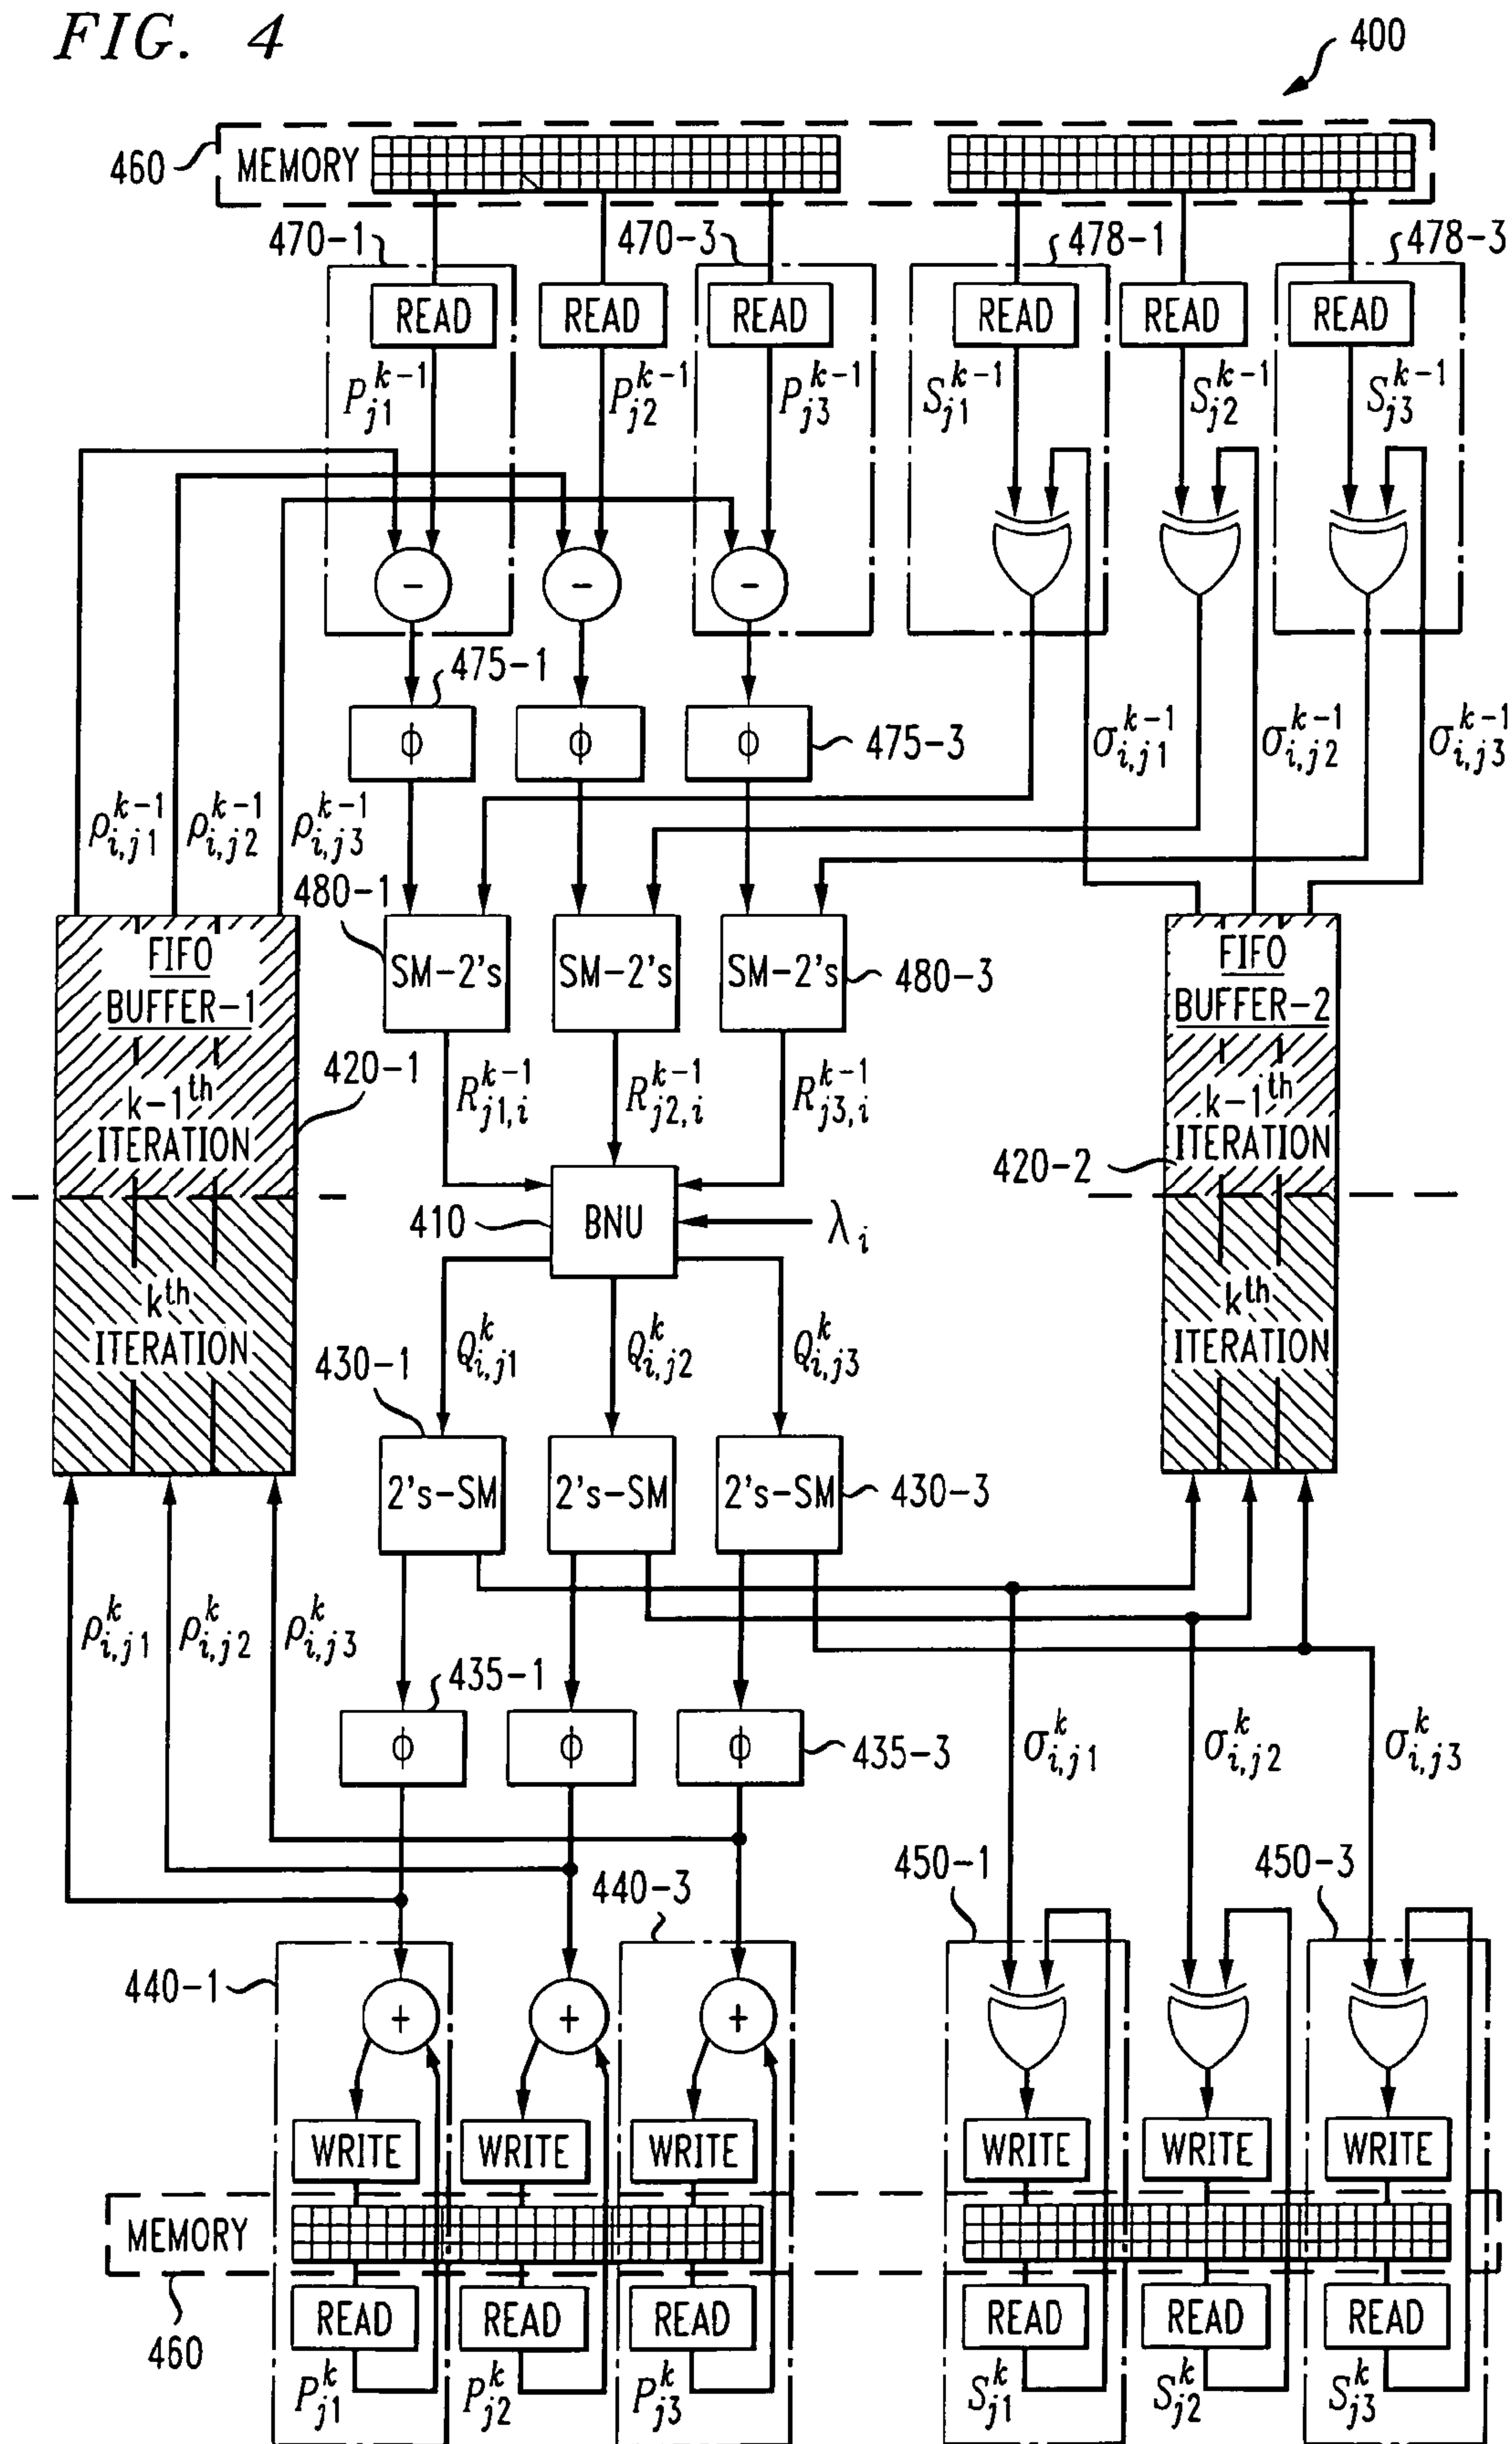 FIG. 4
400
460 MEMORY
470-1 470-3 478-1 478-3
READ READ READ READ READ READ
P_{j1}^{k-1} P_{j2}^{k-1} P_{j3}^{k-1} S_{j1}^{k-1} S_{j2}^{k-1} S_{j3}^{k-1}
- - -
475-1
ϕ ϕ ϕ 475-3
σ_{i,j1}^{k-1} σ_{i,j2}^{k-1} σ_{i,j3}^{k-1}
ρ_{i,j1}^{k-1} ρ_{i,j2}^{k-1} ρ_{i,j3}^{k-1}
480-1
FIFO BUFFER-1
SM-2's SM-2's SM-2's 480-3
FIFO BUFFER-2
420-1
k-1th ITERATION
R_{j1,i}^{k-1} R_{j2,i}^{k-1} R_{j3,i}^{k-1}
k-1th ITERATION
420-2
410 BNU λ_i
kth ITERATION
Q_{i,j1}^{k} Q_{i,j2}^{k} Q_{i,j3}^{k}
kth ITERATION
430-1
2's-SM 2's-SM 2's-SM 430-3
ρ_{i,j1}^{k} ρ_{i,j2}^{k} ρ_{i,j3}^{k}
435-1
ϕ ϕ ϕ 435-3
σ_{i,j1}^{k} σ_{i,j2}^{k} σ_{i,j3}^{k}
440-3 450-1 450-3
440-1
+ + +
WRITE WRITE WRITE WRITE WRITE WRITE
MEMORY
READ READ READ READ READ READ
460
P_{j1}^{k} P_{j2}^{k} P_{j3}^{k} S_{j1}^{k} S_{j2}^{k} S_{j3}^{k}